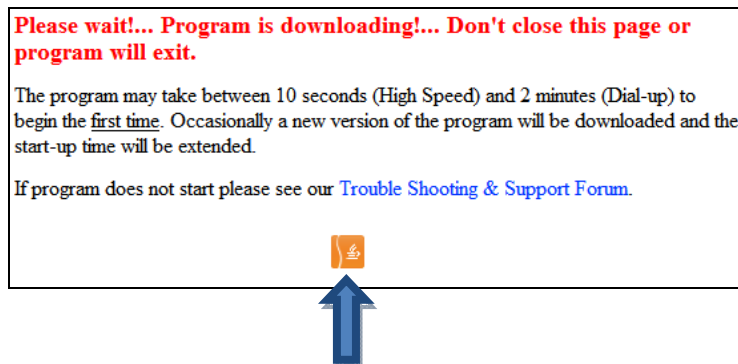 Please wait!... Program is downloading!... Don't close this page or
program will exit.
The program may take between 10 seconds (High Speed) and 2 minutes (Dial-up) to
begin the first time. Occasionally a new version of the program will be downloaded and the
start-up time will be extended.
If program does not start please see our Trouble Shooting & Support Forum.